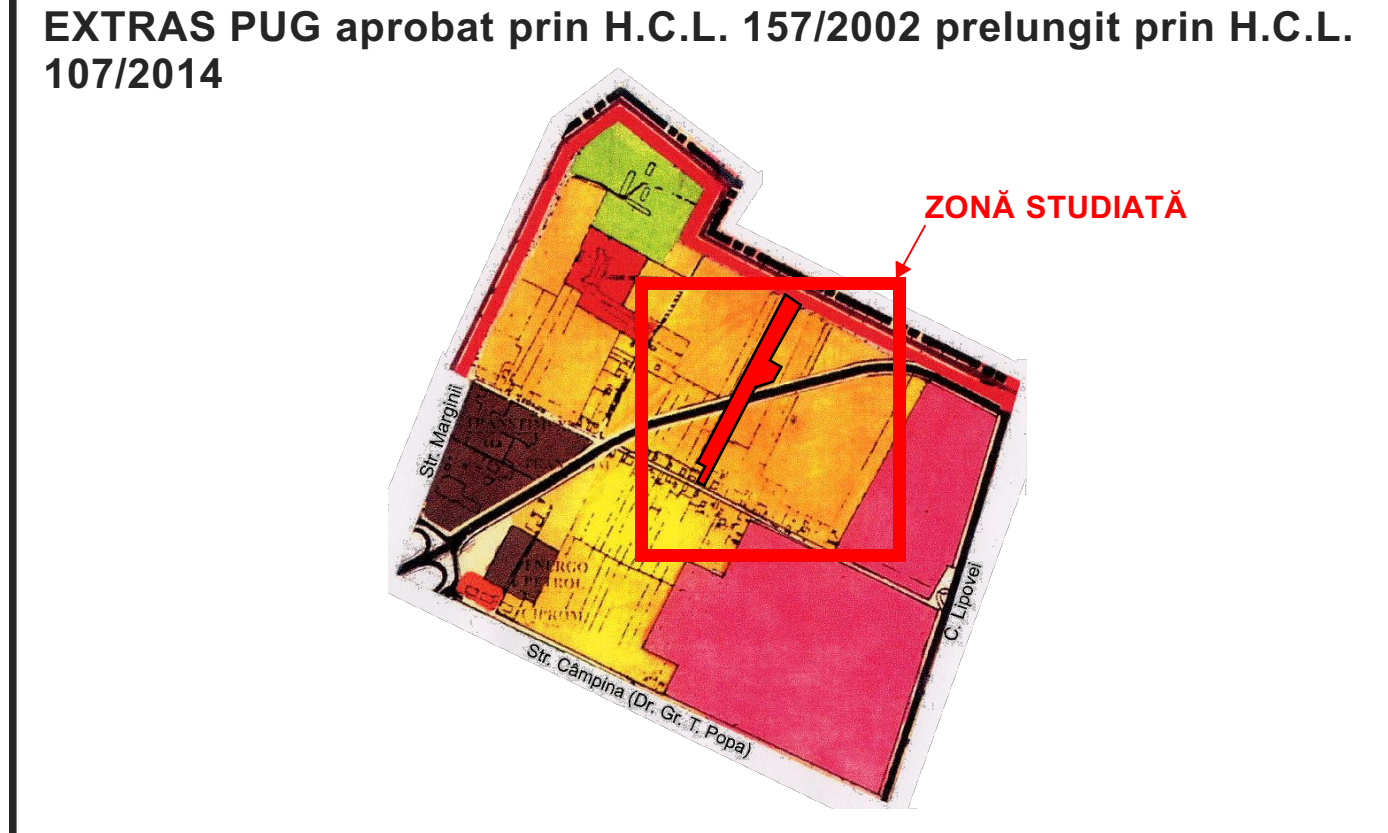 EXTRAS PUG aprobat prin H.C.L. 157/2002 prelungit prin H.C.L.
107/2014
ZONĂ STUDIATĂ
Str. Marginii
ENERGO
PETROL
C. Lipovei
Str. Câmpina (Dr. Gr. T. Popa)